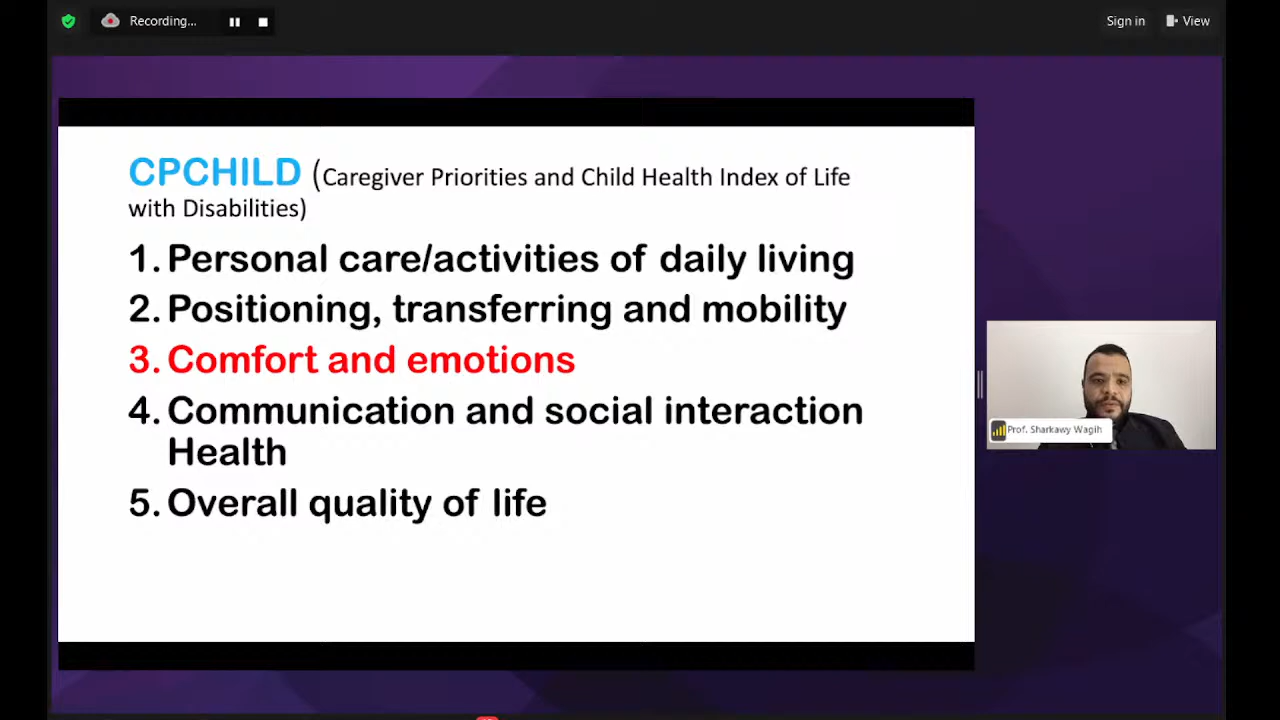 Recording...
Sign in
View
CPCHILD (Caregiver Priorities and Child Health Index of Life
with Disabilities)
1. Personal care/activities of daily living
2. Positioning, transferring and mobility
3. Comfort and emotions
4. Communication and social interaction
Health
5. Overall quality of life
Prof. Sharkawy Wagih